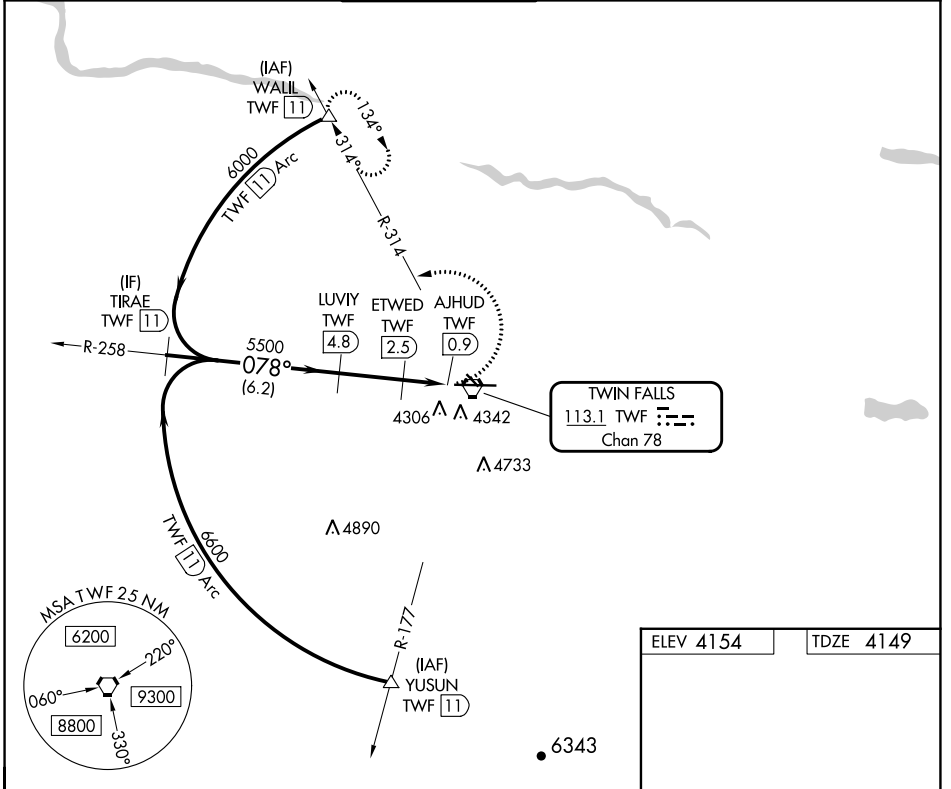 (IAF)
WALIL
TWF 11
134°
314°
6000
TWF 11 Arc
R-314
(IF)
TIRAE
TWF 11
R-258
5500
078°
(6.2)
LUVIY
TWF
4.8
ETWED
TWF
2.5
AJHUD
TWF
0.9
4306
4342
TWIN FALLS
113.1 TWF
Chan 78
4733
4890
6600
TWF 11 Arc
R-177
(IAF)
YUSUN
TWF 11
MSA TWF 25 NM
6200
220°
060°
9300
8800
330°
6343
ELEV 4154
TDZE 4149